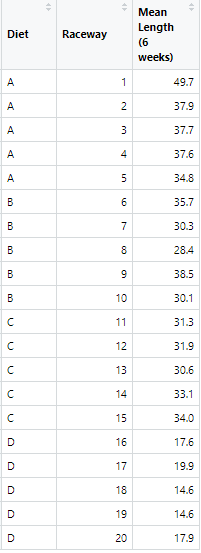 Diet Raceway Mean Length (6 weeks)
A 1 49.7
A 2 37.9
A 3 37.7
A 4 37.6
A 5 34.8
B 6 35.7
B 7 30.3
B 8 28.4
B 9 38.5
B 10 30.1
C 11 31.3
C 12 31.9
C 13 30.6
C 14 33.1
C 15 34.0
D 16 17.6
D 17 19.9
D 18 14.6
D 19 14.6
D 20 17.9